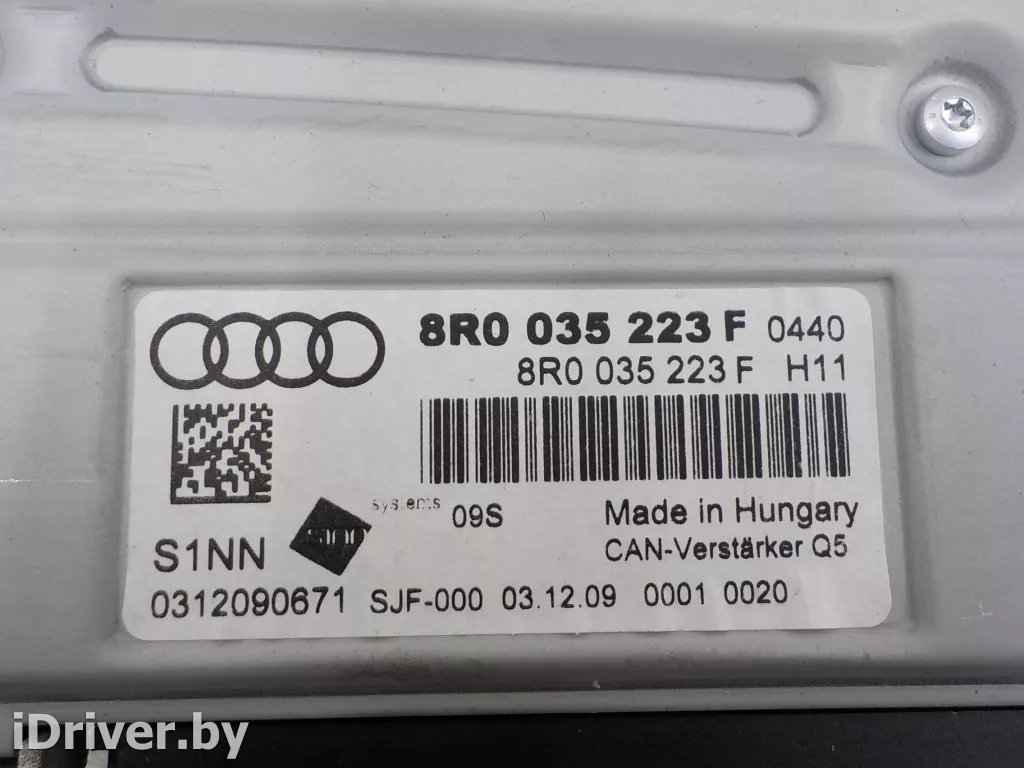 8R0 035 223 F 0440
8R0 035 223 F H11
systems 09S Made in Hungary
S1NN CAN-Verstärker Q5
0312090671 SJF-000 03.12.09 0001 0020
iDriver.by